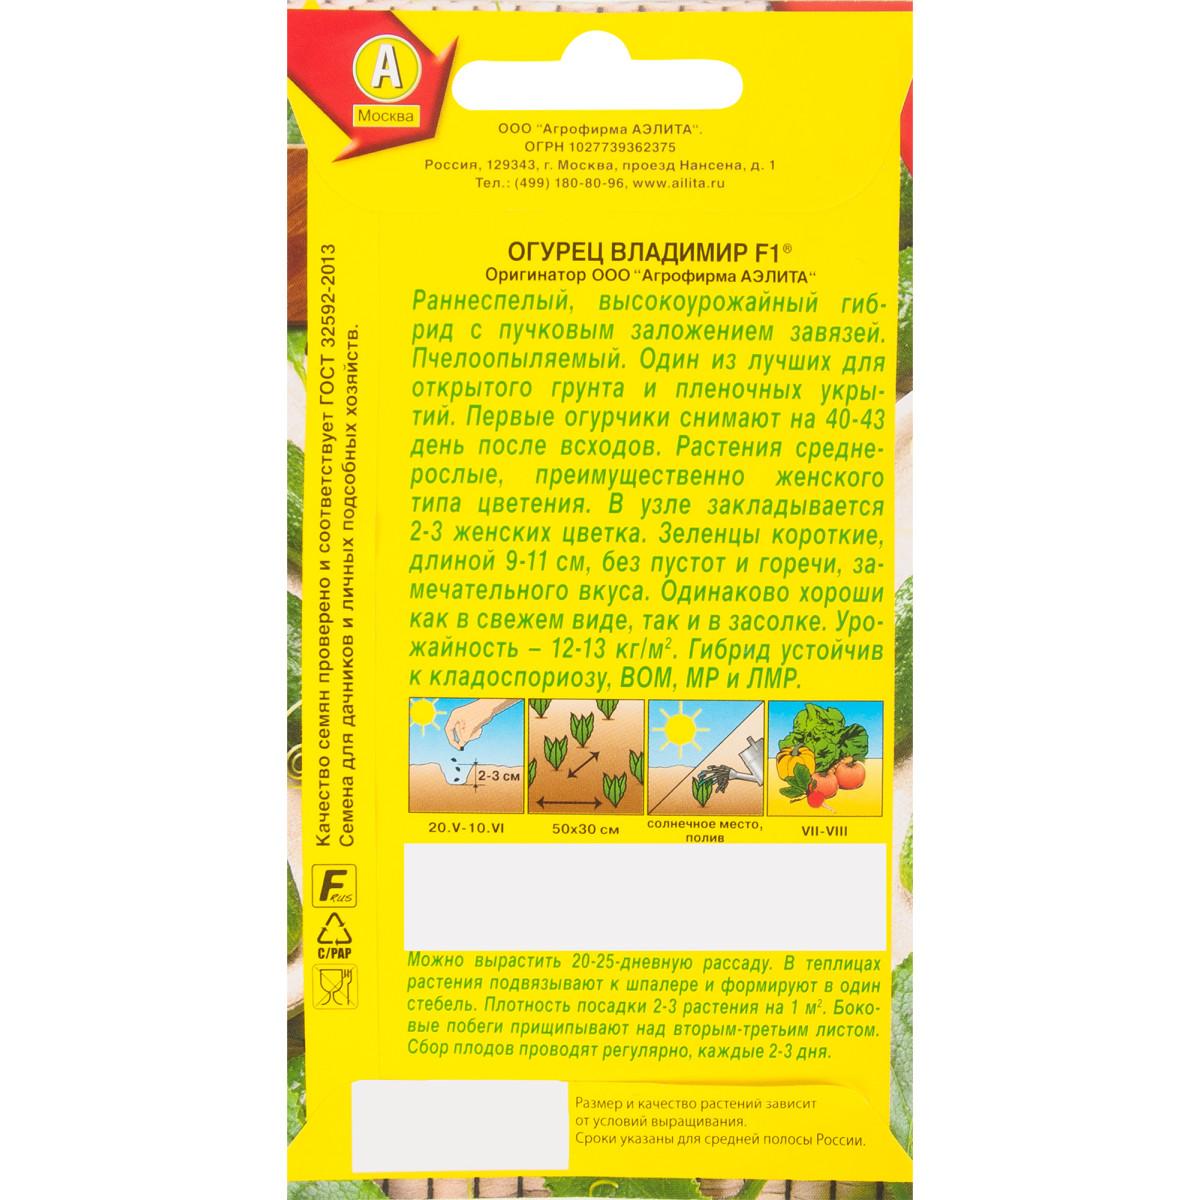 А
Москва
ООО "Агрофирма АЭЛИТА".
ОГРН 1027739362375
Россия, 129343, г. Москва, проезд Нансена, д. 1
Тел.: (499) 180-80-96, www.ailita.ru
ОГУРЕЦ ВЛАДИМИР F1®
Оригинатор ООО "Агрофирма АЭЛИТА"
Раннеспелый, высокоурожайный гиб-
рид с пучковым заложением завязей.
Пчелоопыляемый. Один из лучших для
открытого грунта и пленочных укры-
тий. Первые огурчики снимают на 40-43
день после всходов. Растения средне-
рослые, преимущественно женского
типа цветения. В узле закладывается
2-3 женских цветка. Зеленцы короткие,
длиной 9-11 см, без пустот и горечи, за-
мечательного вкуса. Одинаково хороши
как в свежем виде, так и в засолке. Уро-
жайность – 12-13 кг/м². Гибрид устойчив
к кладоспориозу, ВОМ, МР и ЛМР.
2-3 см
20.V-10.VI
50х30 см
солнечное место,
полив
VII-VIII
Можно вырастить 20-25-дневную рассаду. В теплицах
растения подвязывают к шпалере и формируют в один
стебель. Плотность посадки 2-3 растения на 1 м². Боко-
вые побеги прищипывают над вторым-третьим листом.
Сбор плодов проводят регулярно, каждые 2-3 дня.
Размер и качество растений зависит
от условий выращивания.
Сроки указаны для средней полосы России.
Качество семян проверено и соответствует ГОСТ 32592-2013
Семена для дачников и личных подсобных хозяйств.
F RUS
C/PAP